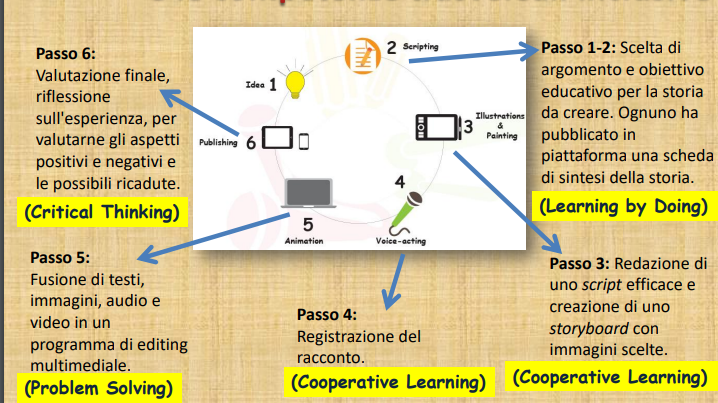 Passo 6:
Valutazione finale,
riflessione
sull'esperienza, per
valutarne gli aspetti
positivi e negativi e
le possibili ricadute.
(Critical Thinking)
Passo 5:
Fusione di testi,
immagini, audio e
video in un
programma di editing
multimediale.
(Problem Solving)
Idea 1
2 Scripting
3 Illustrations
&
Painting
4
Voice-acting
5
Animation
Publishing 6
Passo 4:
Registrazione del
racconto.
(Cooperative Learning)
Passo 1-2: Scelta di
argomento e obiettivo
educativo per la storia
da creare. Ognuno ha
pubblicato in
piattaforma una scheda
di sintesi della storia.
(Learning by Doing)
Passo 3: Redazione di
uno script efficace e
creazione di uno
storyboard con
immagini scelte.
(Cooperative Learning)